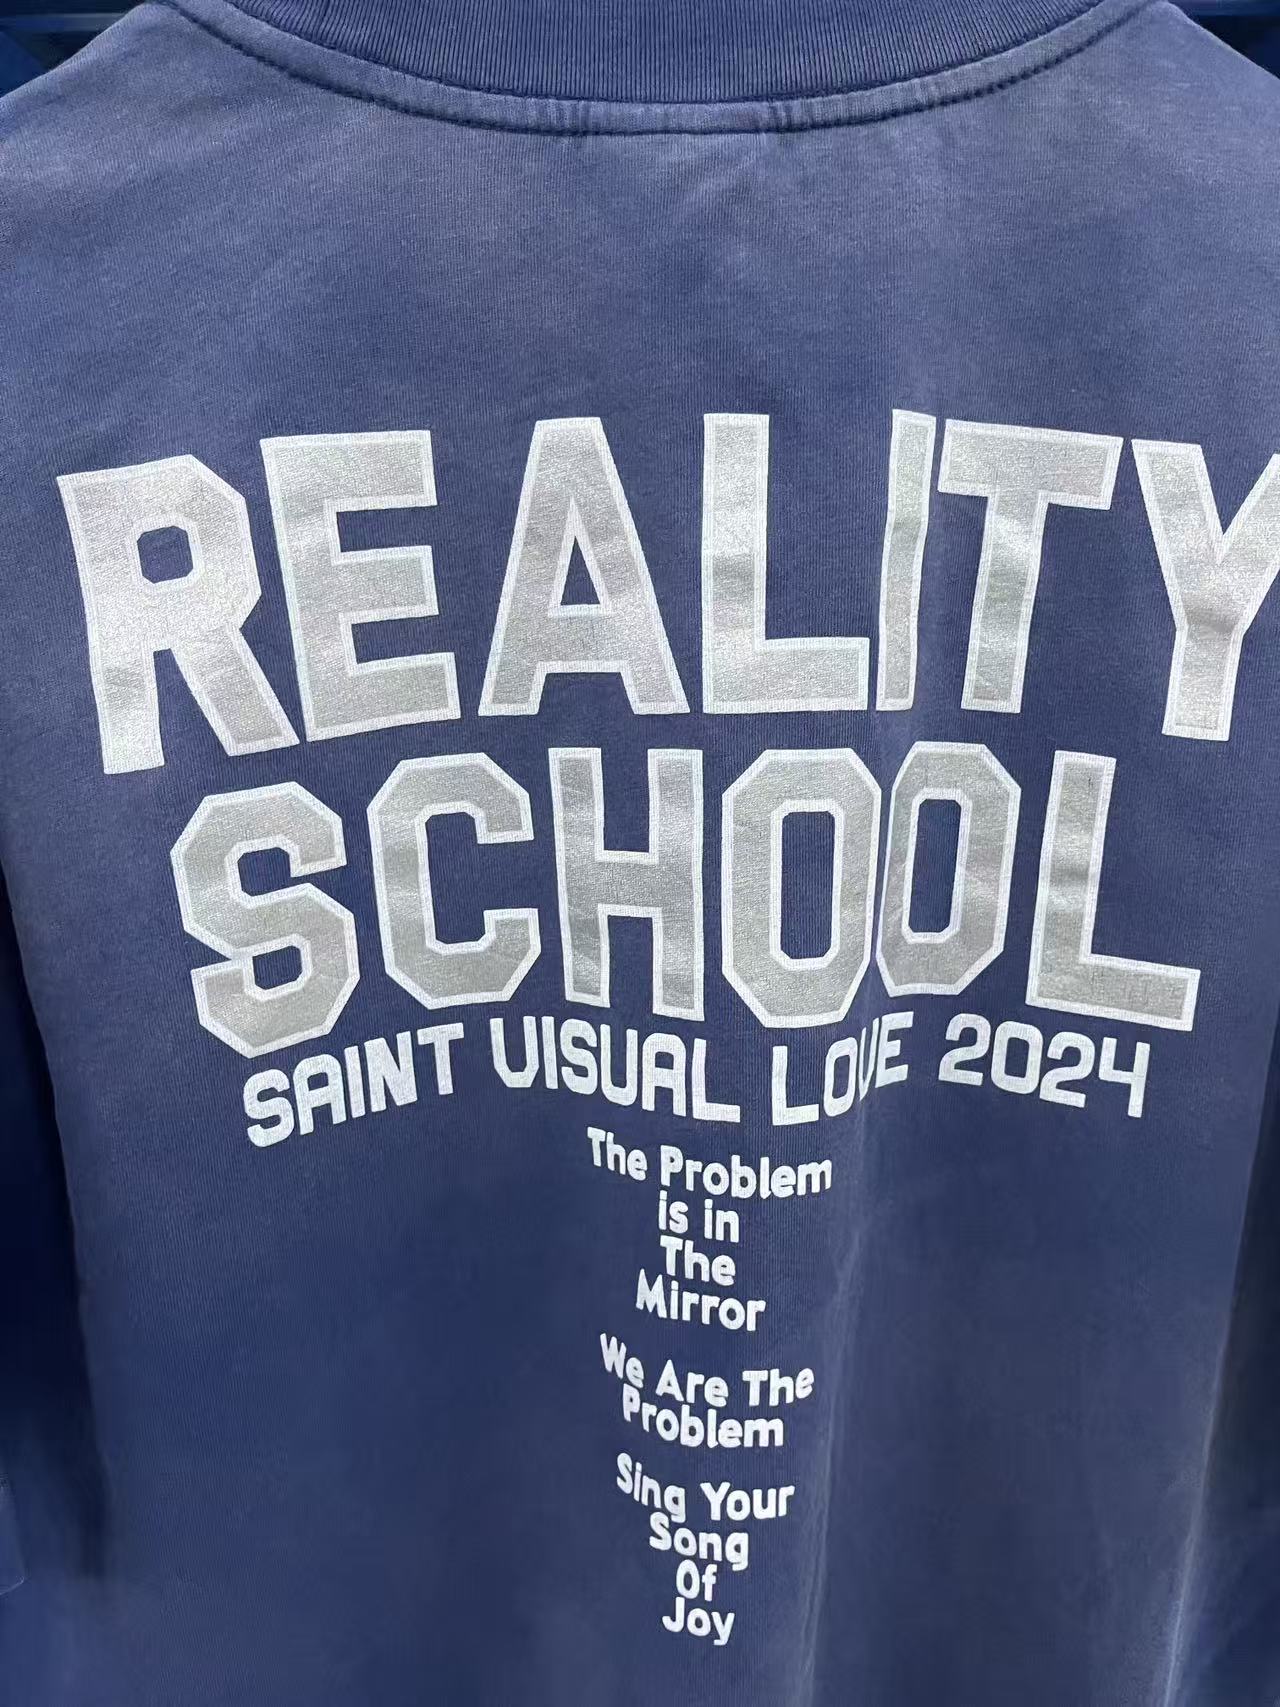 REALITY
SCHOOL
SAINT VISUAL LOVE 2024
The Problem
is in
The
Mirror
We Are The
Problem
Sing Your
Song
Of
Joy